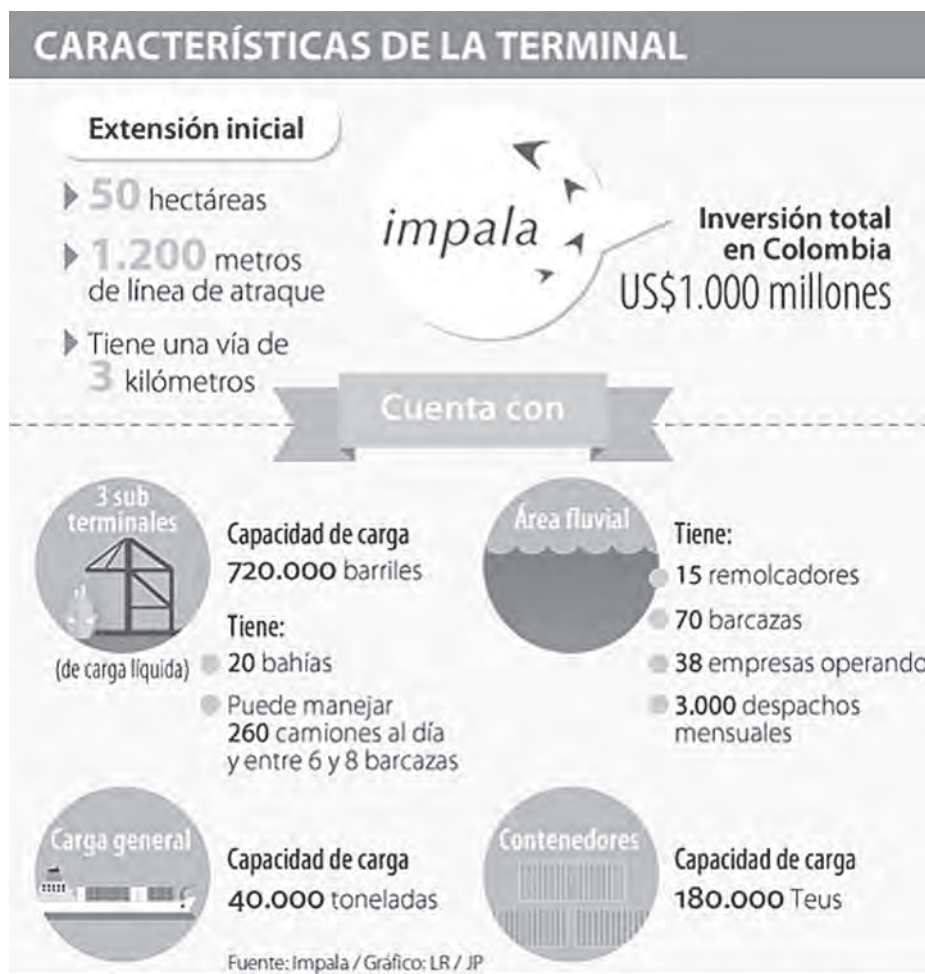 CARACTERÍSTICAS DE LA TERMINAL
Extensión inicial
50 hectáreas
1.200 metros
de línea de atraque
Tiene una vía de
3 kilómetros
impala
Inversión total
en Colombia
US$1.000 millones
Cuenta con
3 sub
terminales
(de carga líquida)
Capacidad de carga
720.000 barriles
Tiene:
20 bahías
Puede manejar
260 camiones al día
y entre 6 y 8 barcazas
Área fluvial
Tiene:
15 remolcadores
70 barcazas
38 empresas operando
3.000 despachos
mensuales
Carga general
Capacidad de carga
40.000 toneladas
Contenedores
Capacidad de carga
180.000 Teus
Fuente: Impala / Gráfico: LR / JP